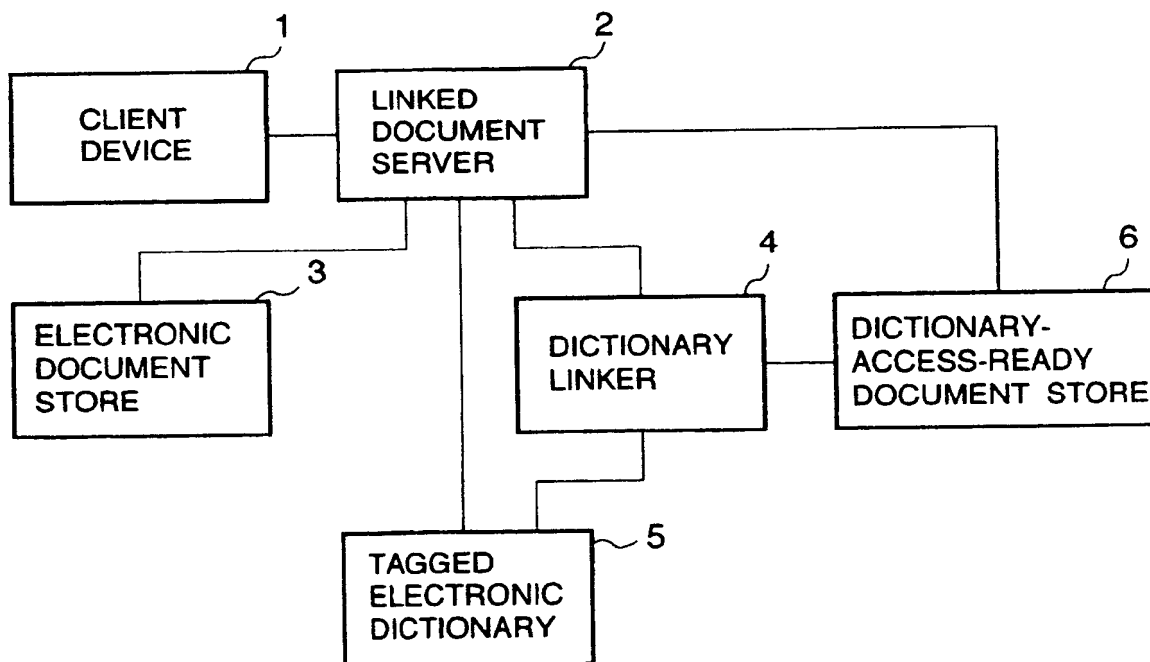 1
CLIENT
DEVICE
2
LINKED
DOCUMENT
SERVER
3
ELECTRONIC
DOCUMENT
STORE
4
DICTIONARY
LINKER
6
DICTIONARY-
ACCESS-READY
DOCUMENT STORE
5
TAGGED
ELECTRONIC
DICTIONARY